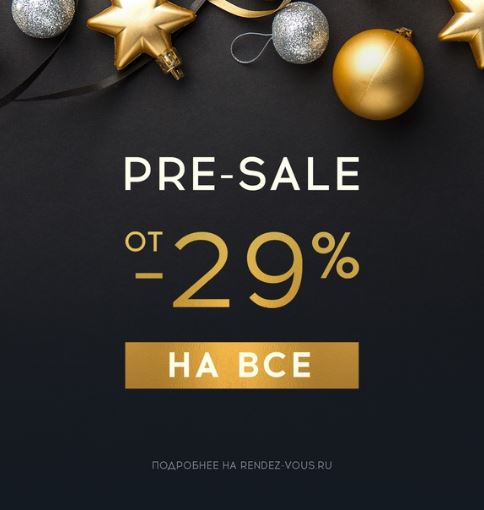 PRE-SALE
ОТ
-29%
НА ВСЕ
ПОДРОБНЕЕ НА RENDEZ-VOUS.RU